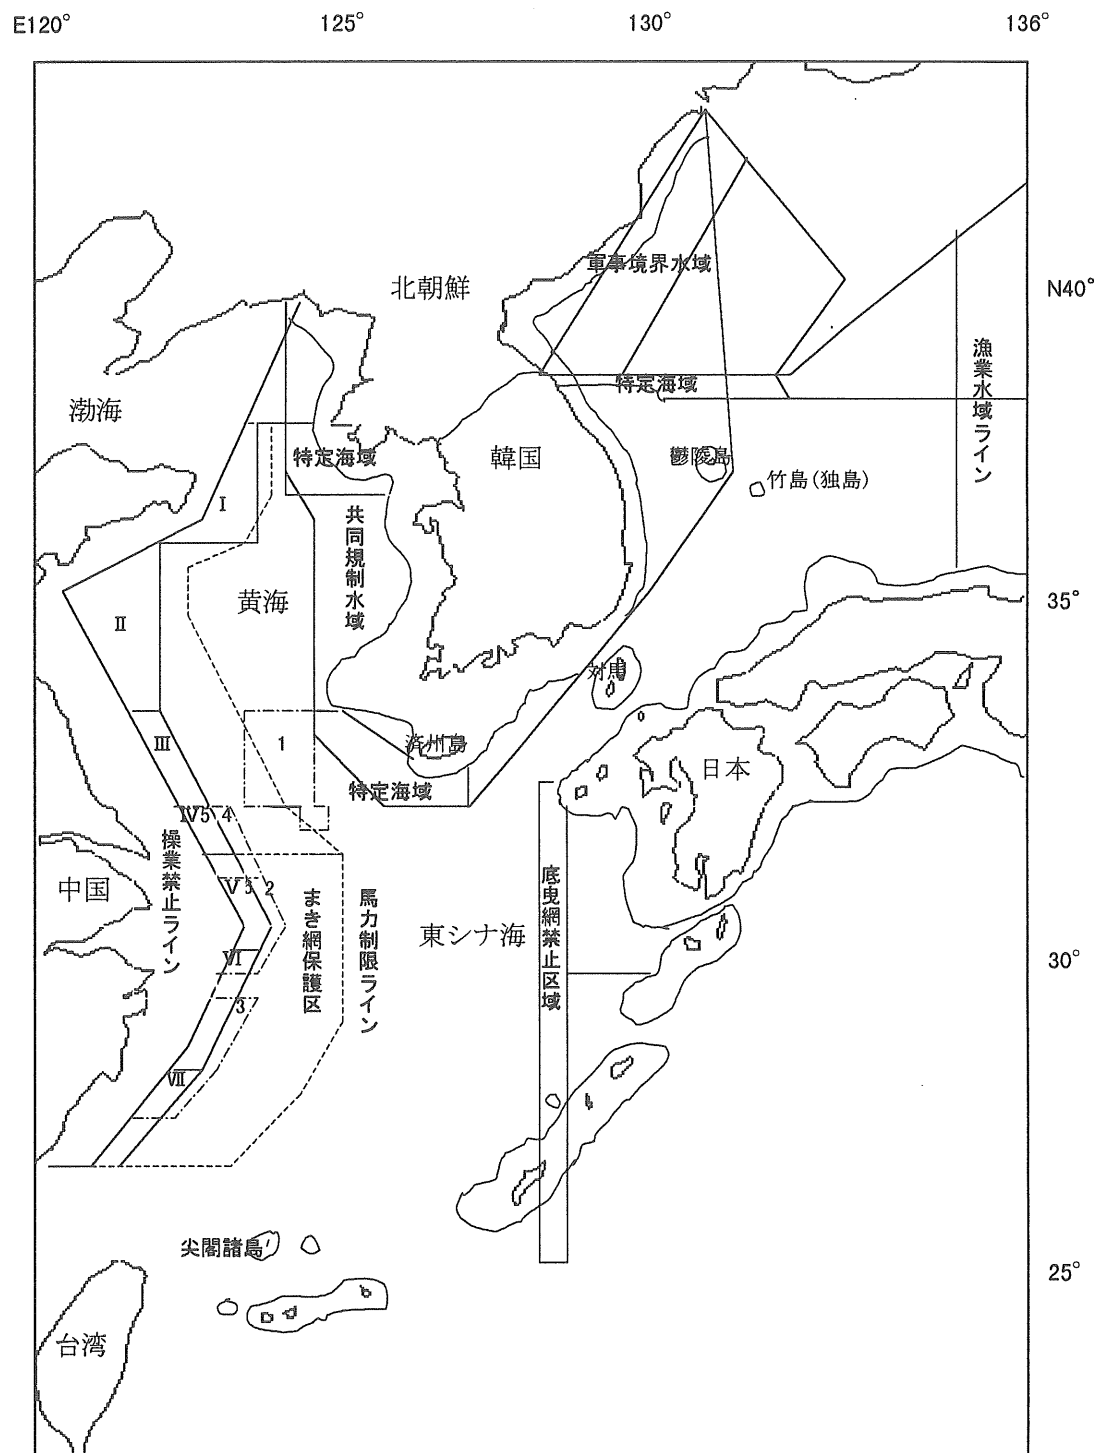 E120°
125°
130°
136°
軍事境界水域
北朝鮮
N40°
漁業水域ライン
特定海域
渤海
鬱陵島
韓国
特定海域
竹島(独島)
Ⅰ
共同規制水域
黄海
35°
Ⅱ
対馬
Ⅲ
1
済州島
日本
特定海域
Ⅳ5
4
操業禁止ライン
中国
Ⅴ
2
まき網保護区
馬力制限ライン
東シナ海
底曳網禁止区域
Ⅵ
30°
3
Ⅶ
尖閣諸島
25°
台湾